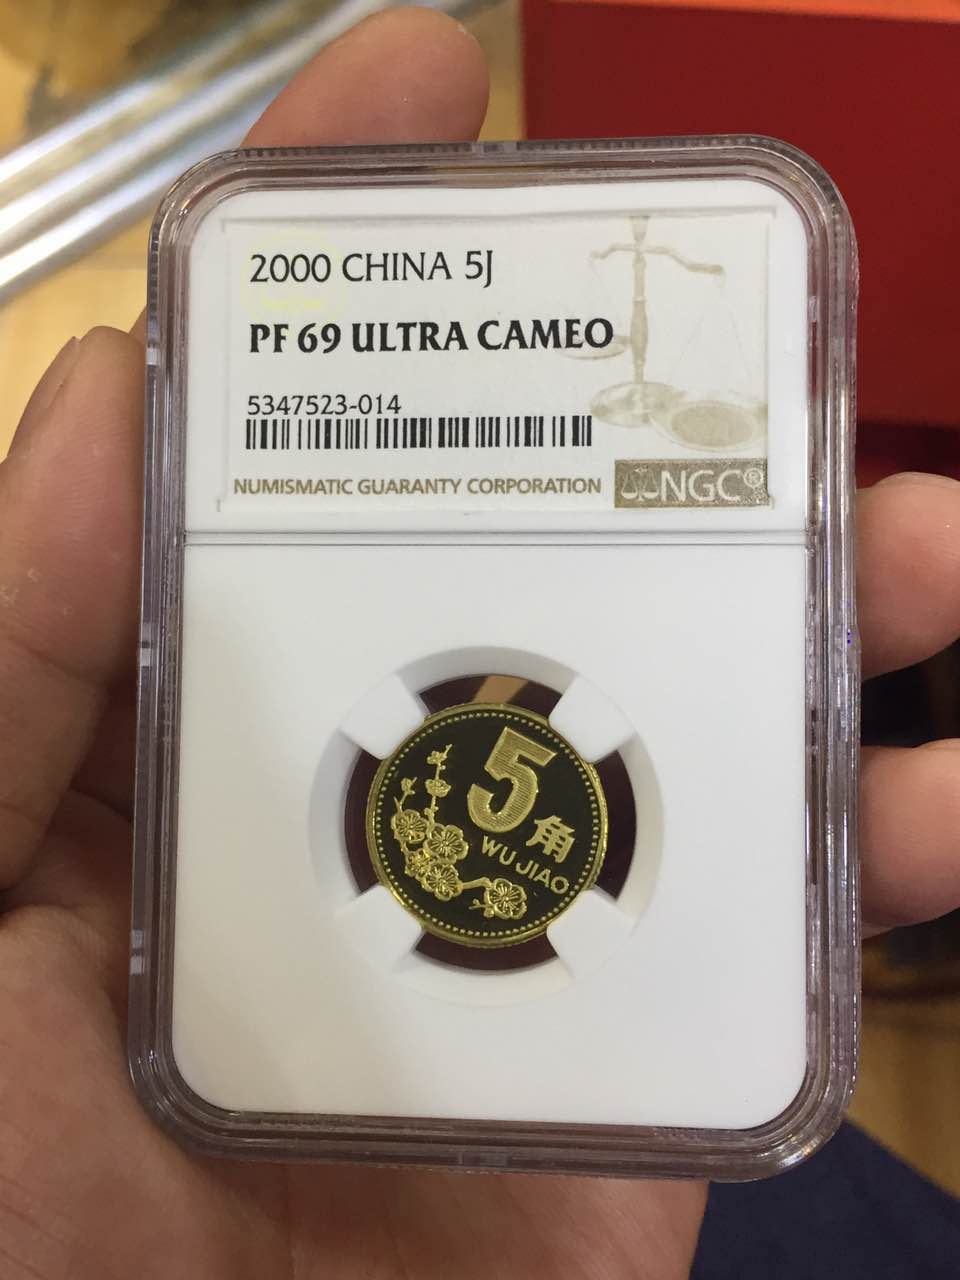 2000 CHINA 5J
PF 69 ULTRA CAMEO
5347523-014
NUMISMATIC GUARANTY CORPORATION
NGC®
5
角
WU JIAO